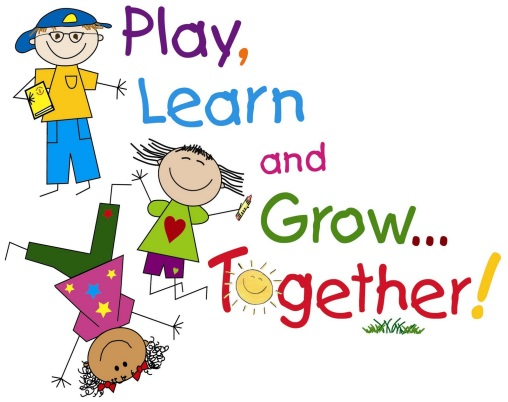 Play,
Learn
and
Grow...
Together!